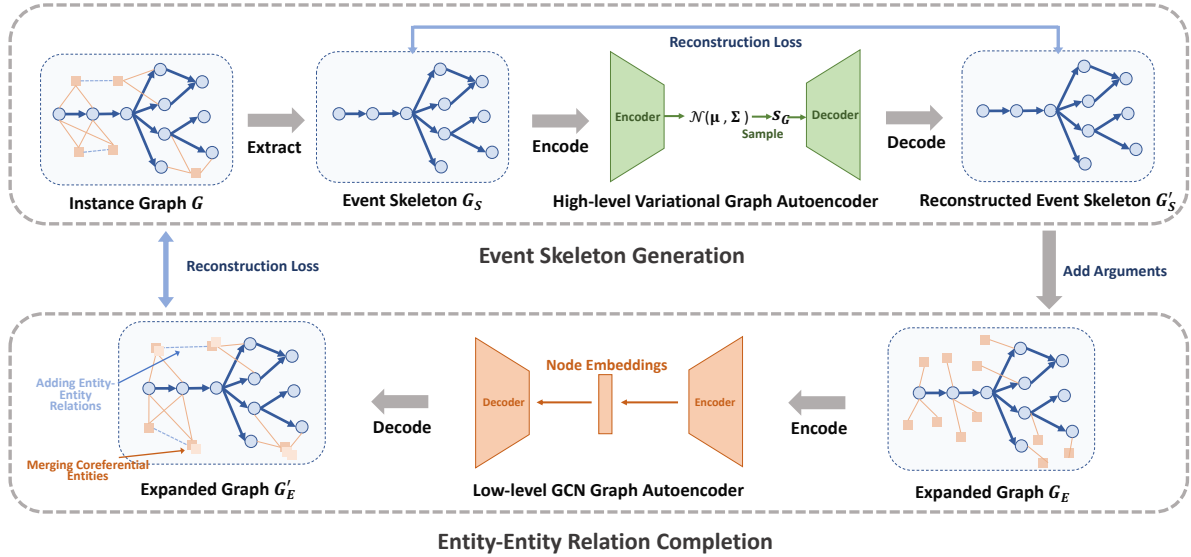 Reconstruction Loss
Encoder
𝒩(μ, Σ)
s_G
Sample
Decoder
Extract
Encode
Decode
Instance Graph G
Event Skeleton G_S
High-level Variational Graph Autoencoder
Reconstructed Event Skeleton G'_S
Reconstruction Loss
Event Skeleton Generation
Add Arguments
Adding Entity-
Entity
Relations
Merging Coreferential
Entities
Decode
Decoder
Node Embeddings
Encoder
Encode
Expanded Graph G'_E
Low-level GCN Graph Autoencoder
Expanded Graph G_E
Entity-Entity Relation Completion